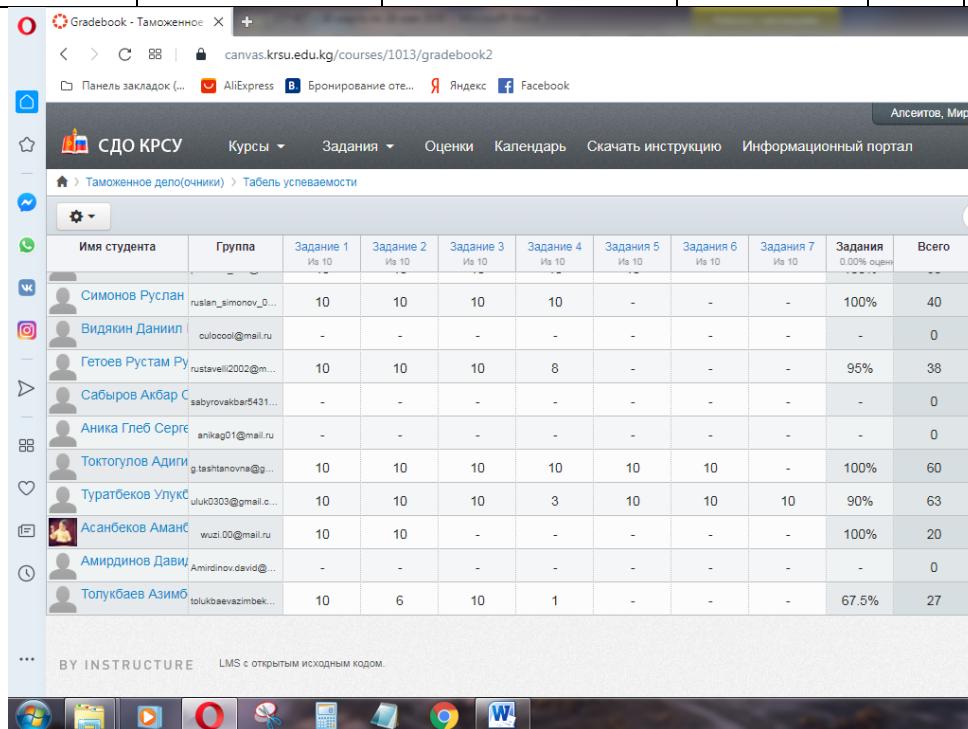 Gradebook - Таможенное
canvas.krsu.edu.kg/courses/1013/gradebook2
Панель закладок (... AliExpress B. Бронирование оте... Я Яндекс Facebook
Алсеитов, Мир
СДО КРСУ Курсы Задания Оценки Календарь Скачать инструкцию Информационный портал
Таможенное дело(очники) > Табель успеваемости
Имя студента Группа Задание 1 Задание 2 Задание 3 Задание 4 Задания 5 Задания 6 Задания 7 Задания Всего
Из 10 Из 10 Из 10 Из 10 Из 10 Из 10 Из 10 0.00% оценк
Симонов Руслан ruslan_simonov_0... 10 10 10 10 - - - 100% 40
Видякин Даниил culocool@mail.ru - - - - - - - - 0
Гетоев Рустам Ру rustavelli2002@m... 10 10 10 8 - - - 95% 38
Сабыров Акбар С sabyrovakbar5431... - - - - - - - - 0
Аника Глеб Серге anikag01@mail.ru - - - - - - - - 0
Токтогулов Адиги g.tashtanovna@g... 10 10 10 10 10 10 - 100% 60
Туратбеков Улукб uluk0303@gmail.c... 10 10 10 3 10 10 10 90% 63
Асанбеков Аманб wuzi.00@mail.ru 10 10 - - - - - 100% 20
Амирдинов Давид Amirdinov.david@... - - - - - - - - 0
Толукбаев Азимб tolukbaevazimbek... 10 6 10 1 - - - 67.5% 27
BY INSTRUCTURE LMS с открытым исходным кодом.